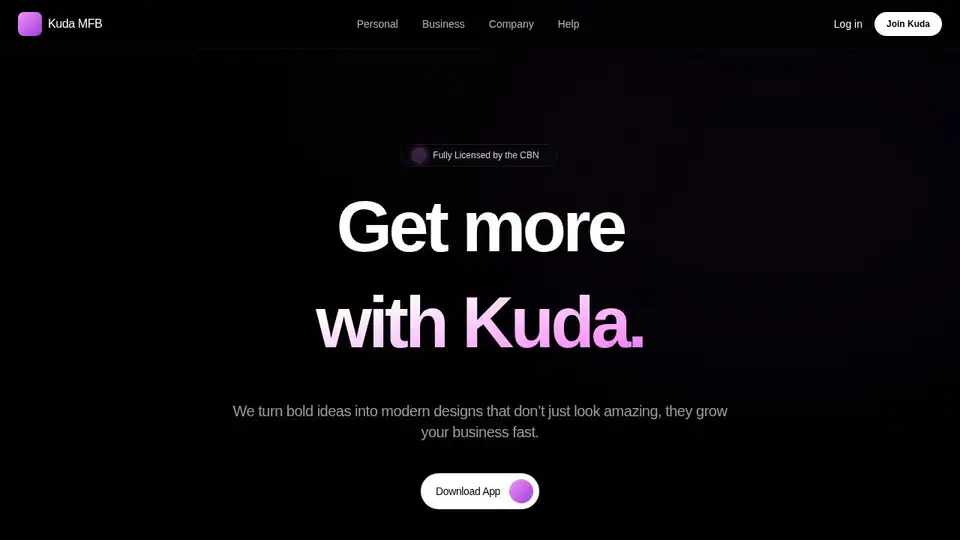 Kuda MFB
Personal
Business
Company
Help
Log in
Join Kuda
Fully Licensed by the CBN
Get more
with Kuda.
We turn bold ideas into modern designs that don’t just look amazing, they grow
your business fast.
Download App